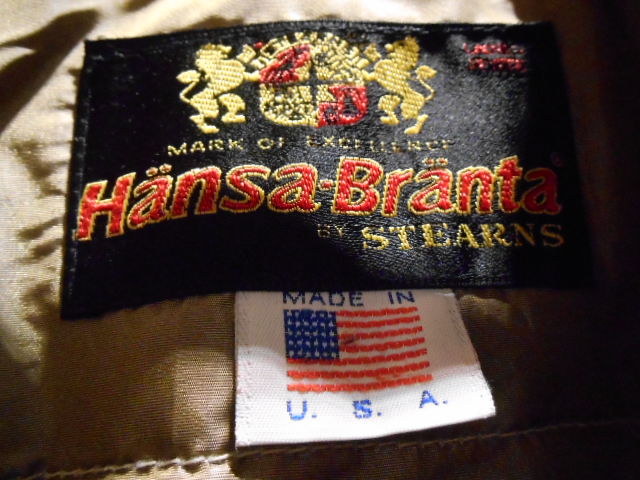 MARK OF EXCELLENCE
Hänsa-Bränta®
BY STEARNS
MADE IN
U. S. A.